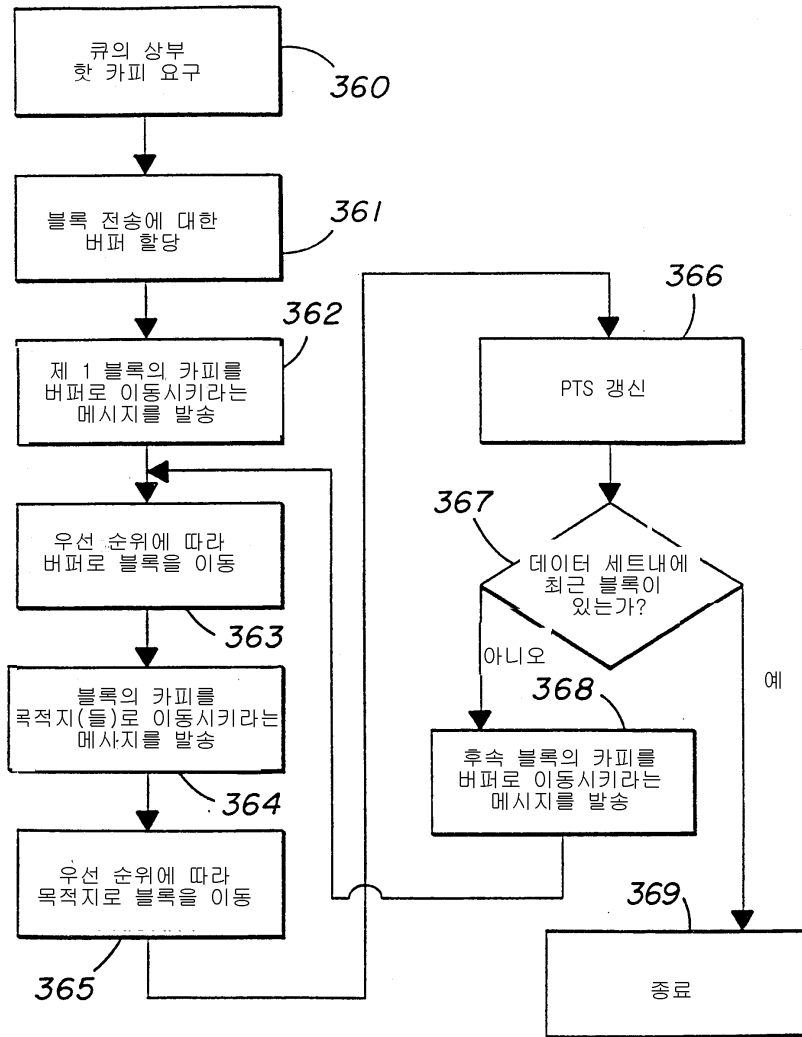 큐의 상부
핫 카피 요구
360
블록 전송에 대한
버퍼 할당
361
362
제 1 블록의 카피를
버퍼로 이동시키라는
메시지를 발송
우선 순위에 따라
버퍼로 블록을 이동
363
블록의 카피를
목적지(들)로 이동시키라는
메시지를 발송
364
우선 순위에 따라
목적지로 블록을 이동
365
366
PTS 갱신
367
데이터 세트내에
최근 블록이
있는가?
아니오
예
368
후속 블록의 카피를
버퍼로 이동시키라는
메시지를 발송
369
종료